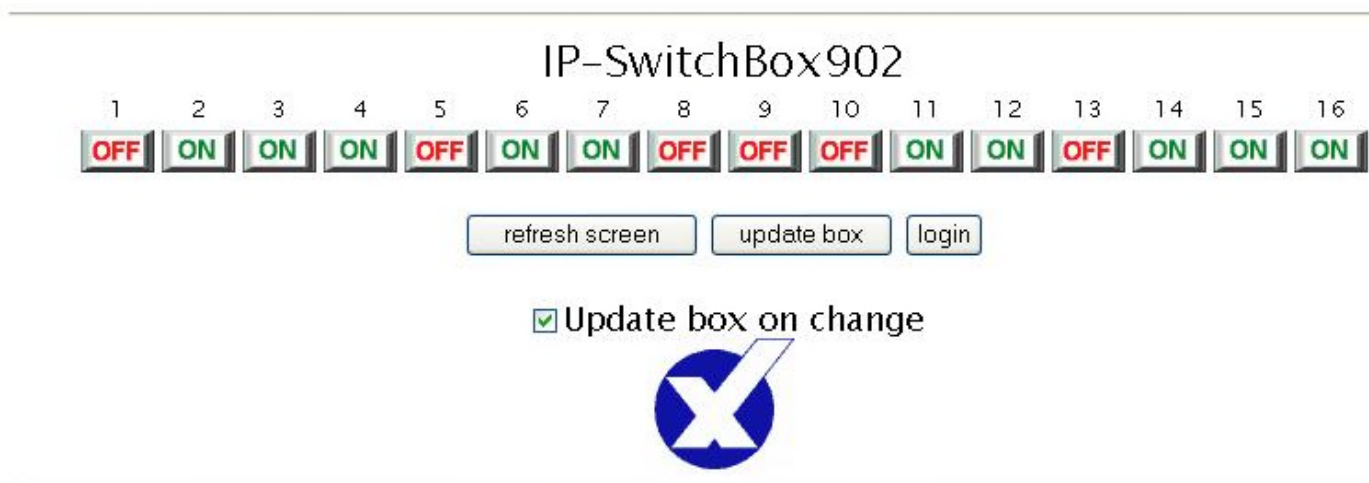 IP-SwitchBox902
1 2 3 4 5 6 7 8 9 10 11 12 13 14 15 16
OFF ON ON ON OFF ON ON OFF OFF OFF ON ON OFF ON ON ON
refresh screen update box login
Update box on change
X